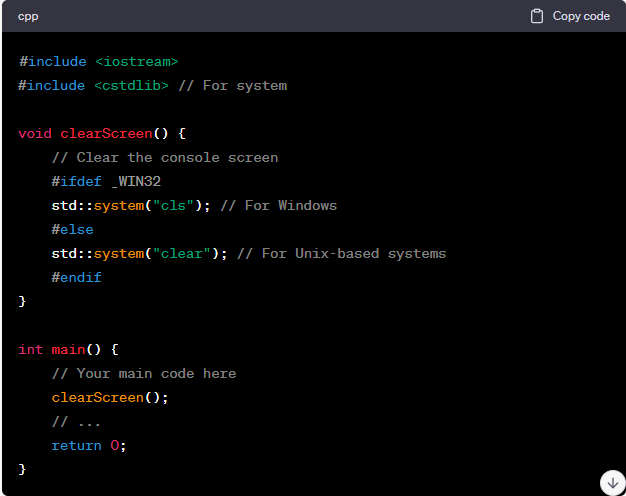 cpp
Copy code
#include <iostream>
#include <cstdlib> // For system
void clearScreen() {
// Clear the console screen
#ifdef _WIN32
std::system("cls"); // For Windows
#else
std::system("clear"); // For Unix-based systems
#endif
}
int main() {
// Your main code here
clearScreen();
// ...
return 0;
}